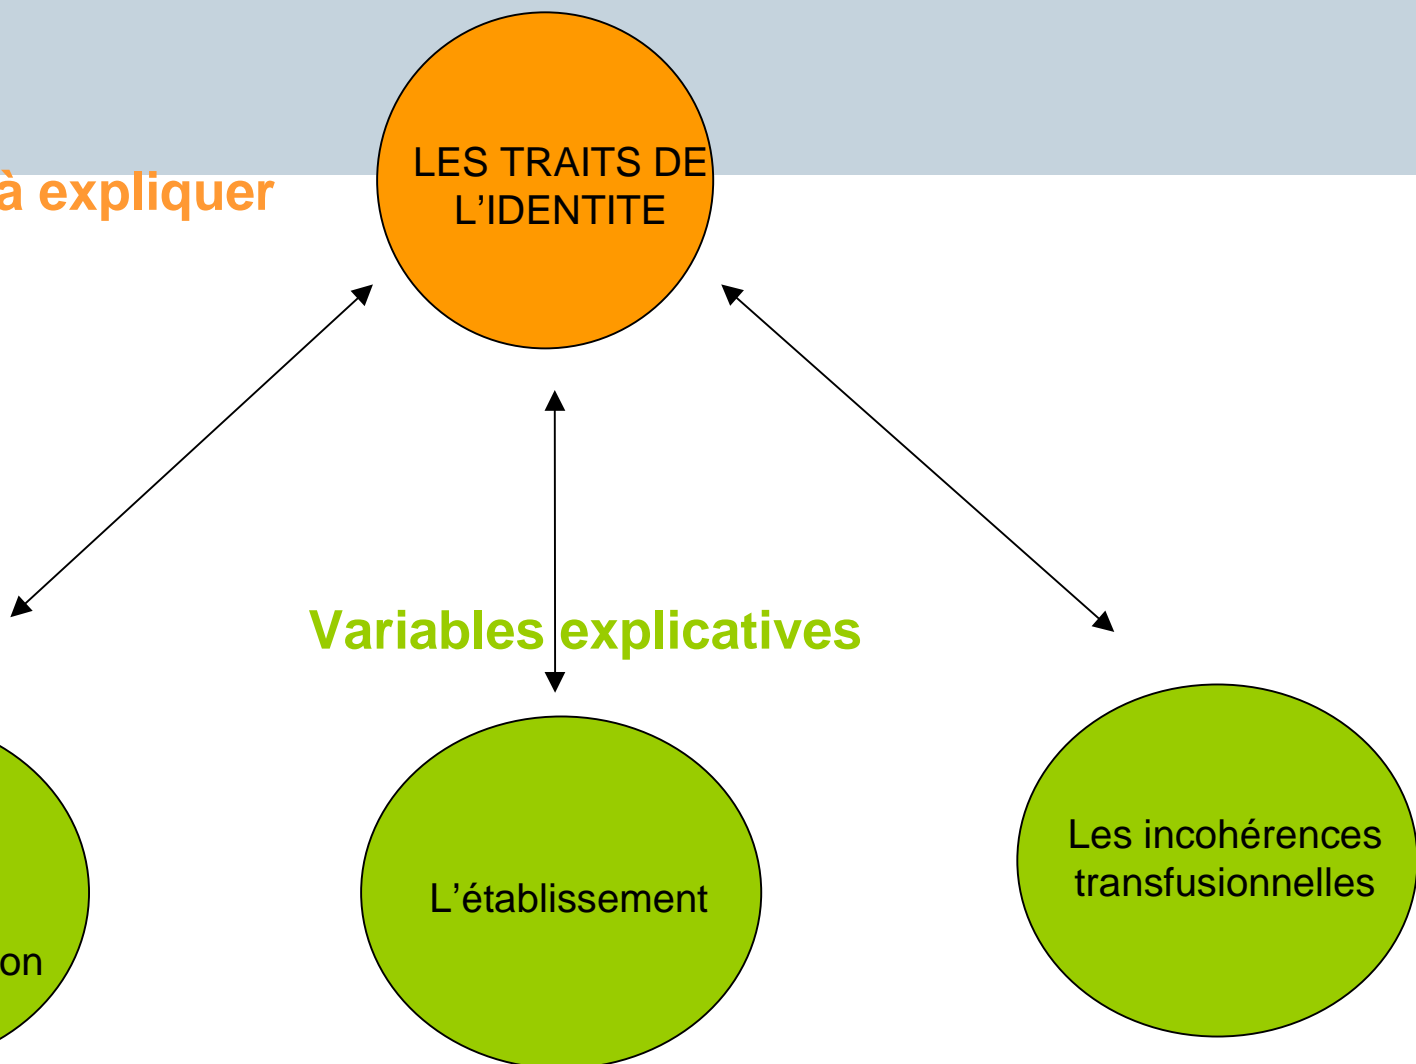 LES TRAITS DE
L’IDENTITE
à expliquer
Variables explicatives
Les incohérences
transfusionnelles
L’établissement
on